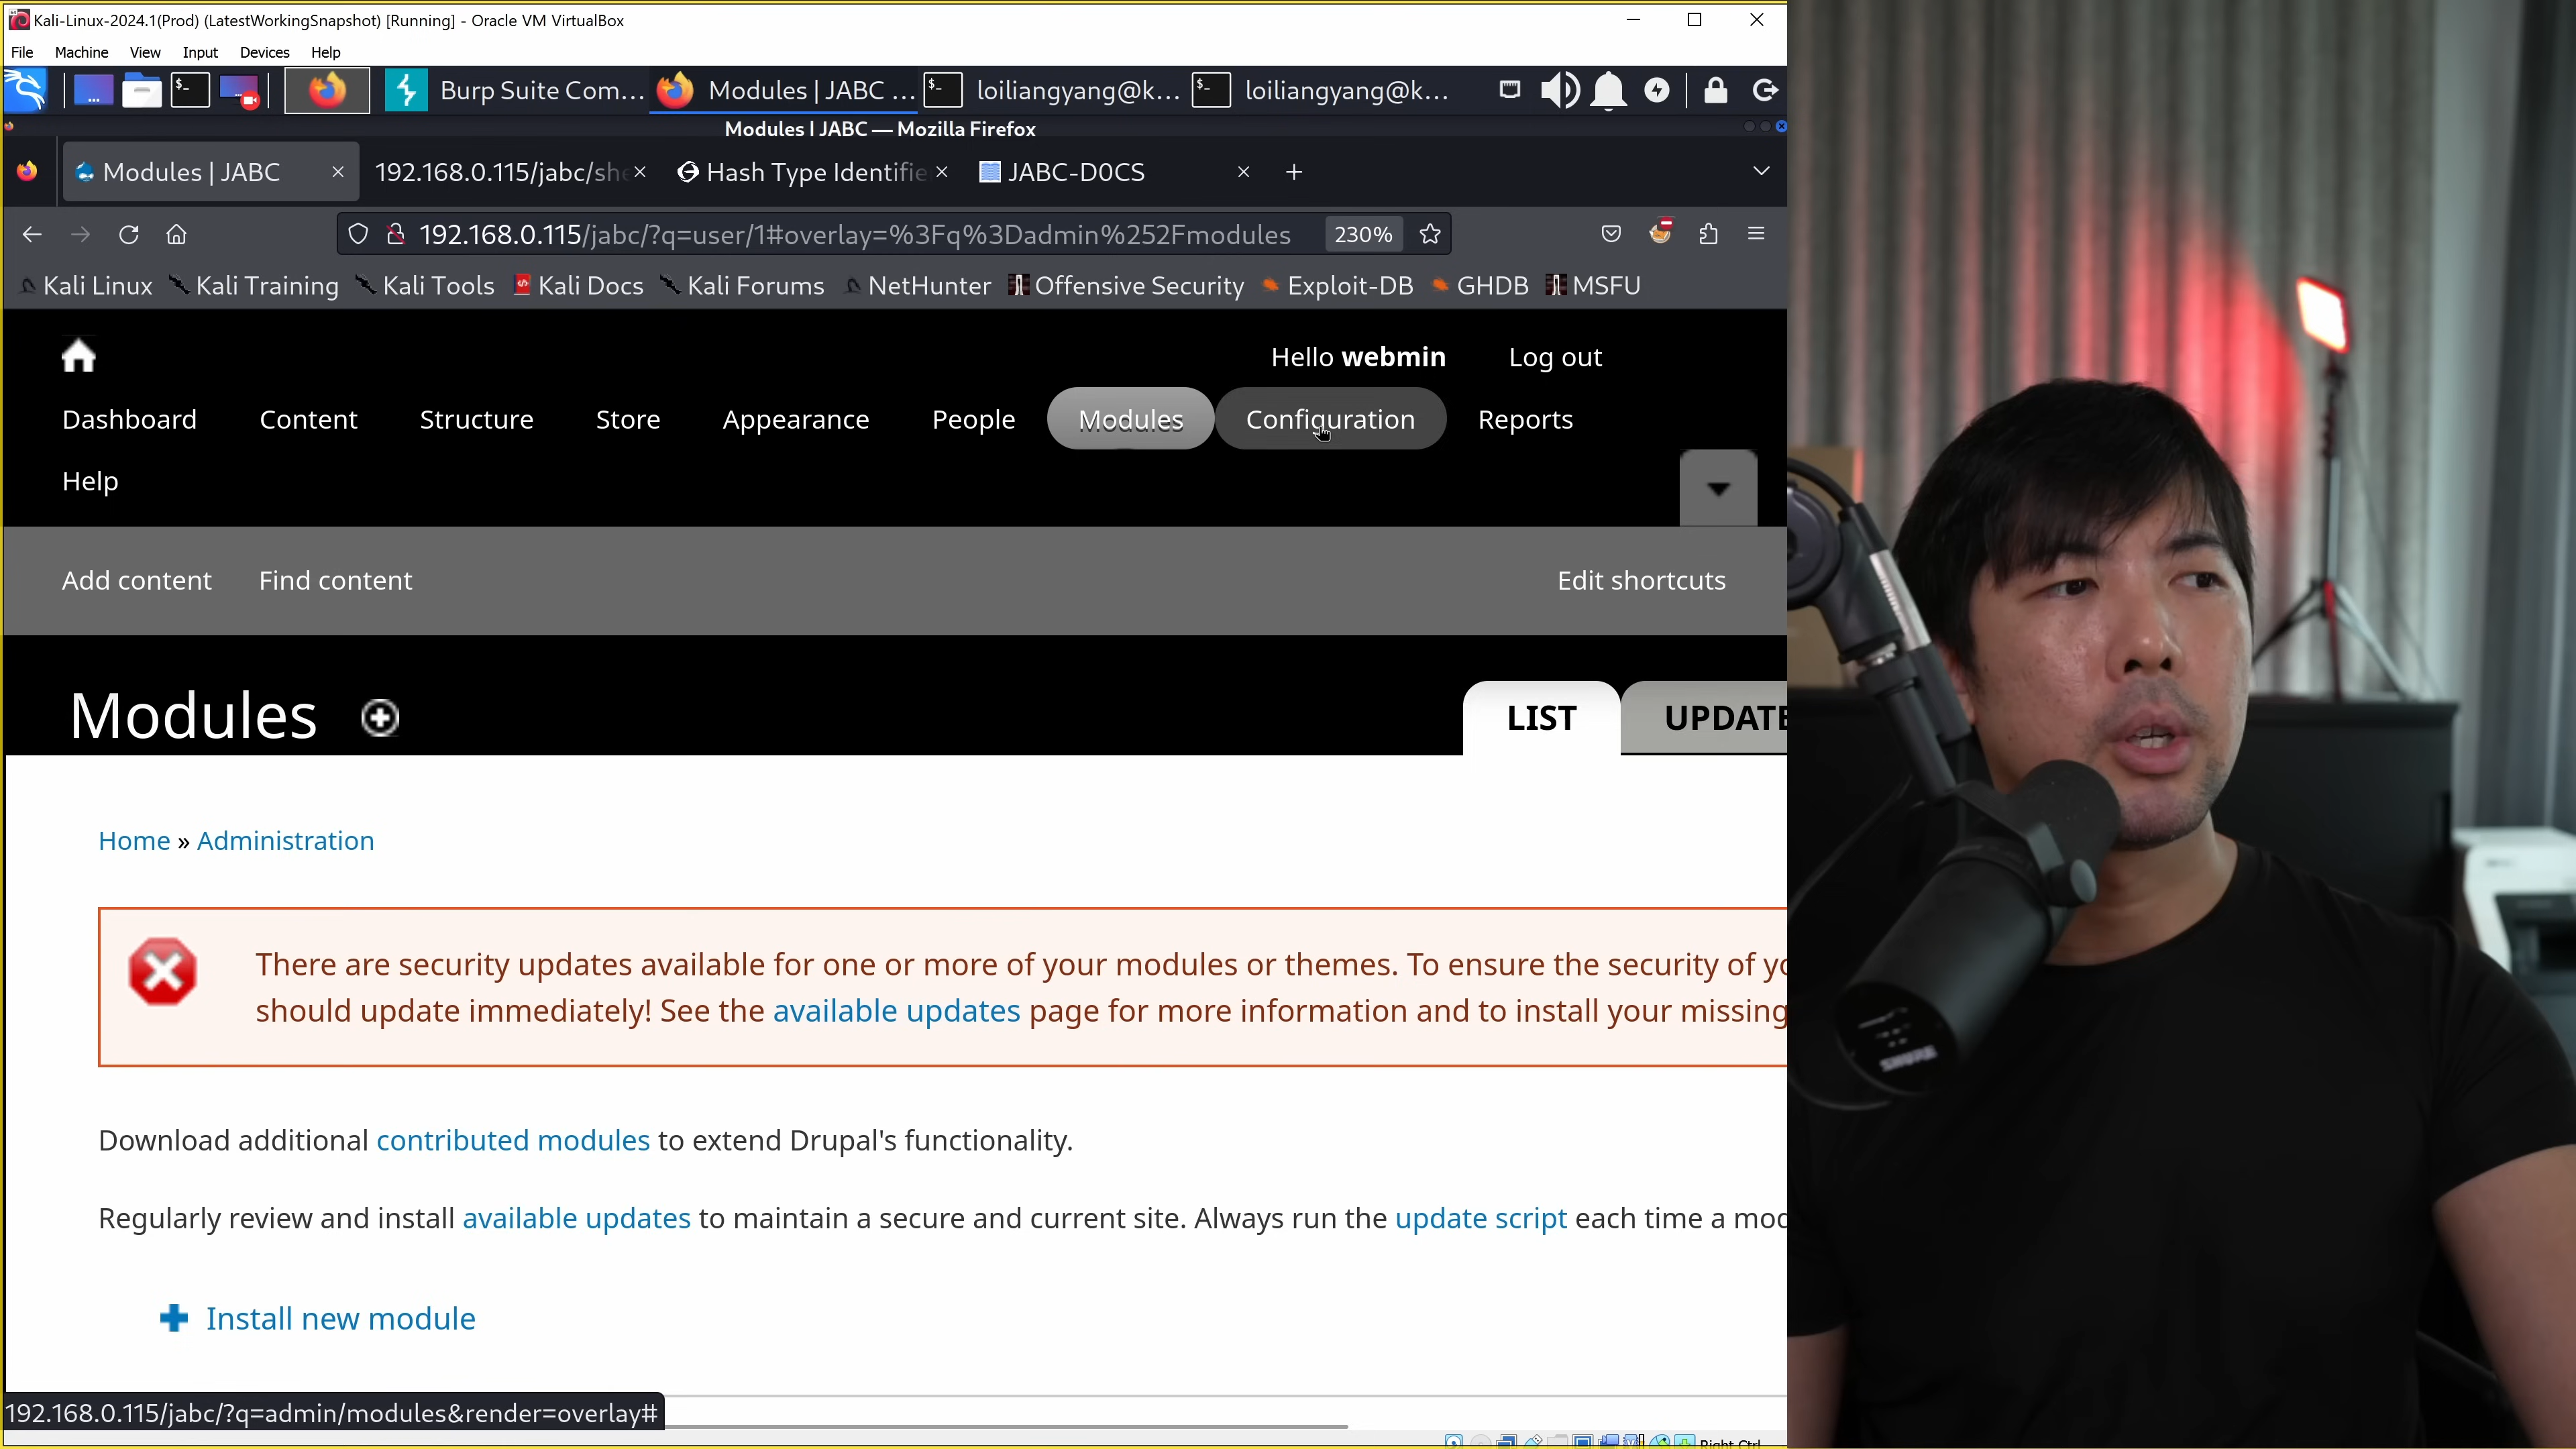 Kali-Linux-2024.1(Prod) (LatestWorkingSnapshot) [Running] - Oracle VM VirtualBox
File Machine View Input Devices Help
Burp Suite Com... Modules | JABC ... loiliangyang@k... loiliangyang@k...
Modules | JABC — Mozilla Firefox
Modules | JABC 192.168.0.115/jabc/she Hash Type Identifie JABC-D0CS
192.168.0.115/jabc/?q=user/1#overlay=%3Fq%3Dadmin%252Fmodules 230%
Kali Linux Kali Training Kali Tools Kali Docs Kali Forums NetHunter Offensive Security Exploit-DB GHDB MSFU
Hello webmin Log out
Dashboard Content Structure Store Appearance People Modules Configuration Reports
Help
Add content Find content Edit shortcuts
Modules LIST UPDATE
Home » Administration
There are security updates available for one or more of your modules or themes. To ensure the security of yo
should update immediately! See the available updates page for more information and to install your missing
Download additional contributed modules to extend Drupal's functionality.
Regularly review and install available updates to maintain a secure and current site. Always run the update script each time a mod
Install new module
192.168.0.115/jabc/?q=admin/modules&render=overlay#
Right Ctrl
SHURE